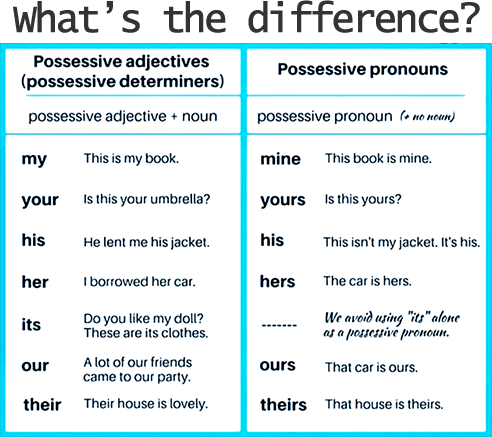 What's the difference?
Possessive adjectives
(possessive determiners)
Possessive pronouns
possessive adjective + noun
possessive pronoun (+ no noun)
my This is my book.
mine This book is mine.
your Is this your umbrella?
yours Is this yours?
his He lent me his jacket.
his This isn't my jacket. It's his.
her I borrowed her car.
hers The car is hers.
its Do you like my doll?
These are its clothes.
------- We avoid using "its" alone
as a possessive pronoun.
our A lot of our friends
came to our party.
ours That car is ours.
their Their house is lovely.
theirs That house is theirs.